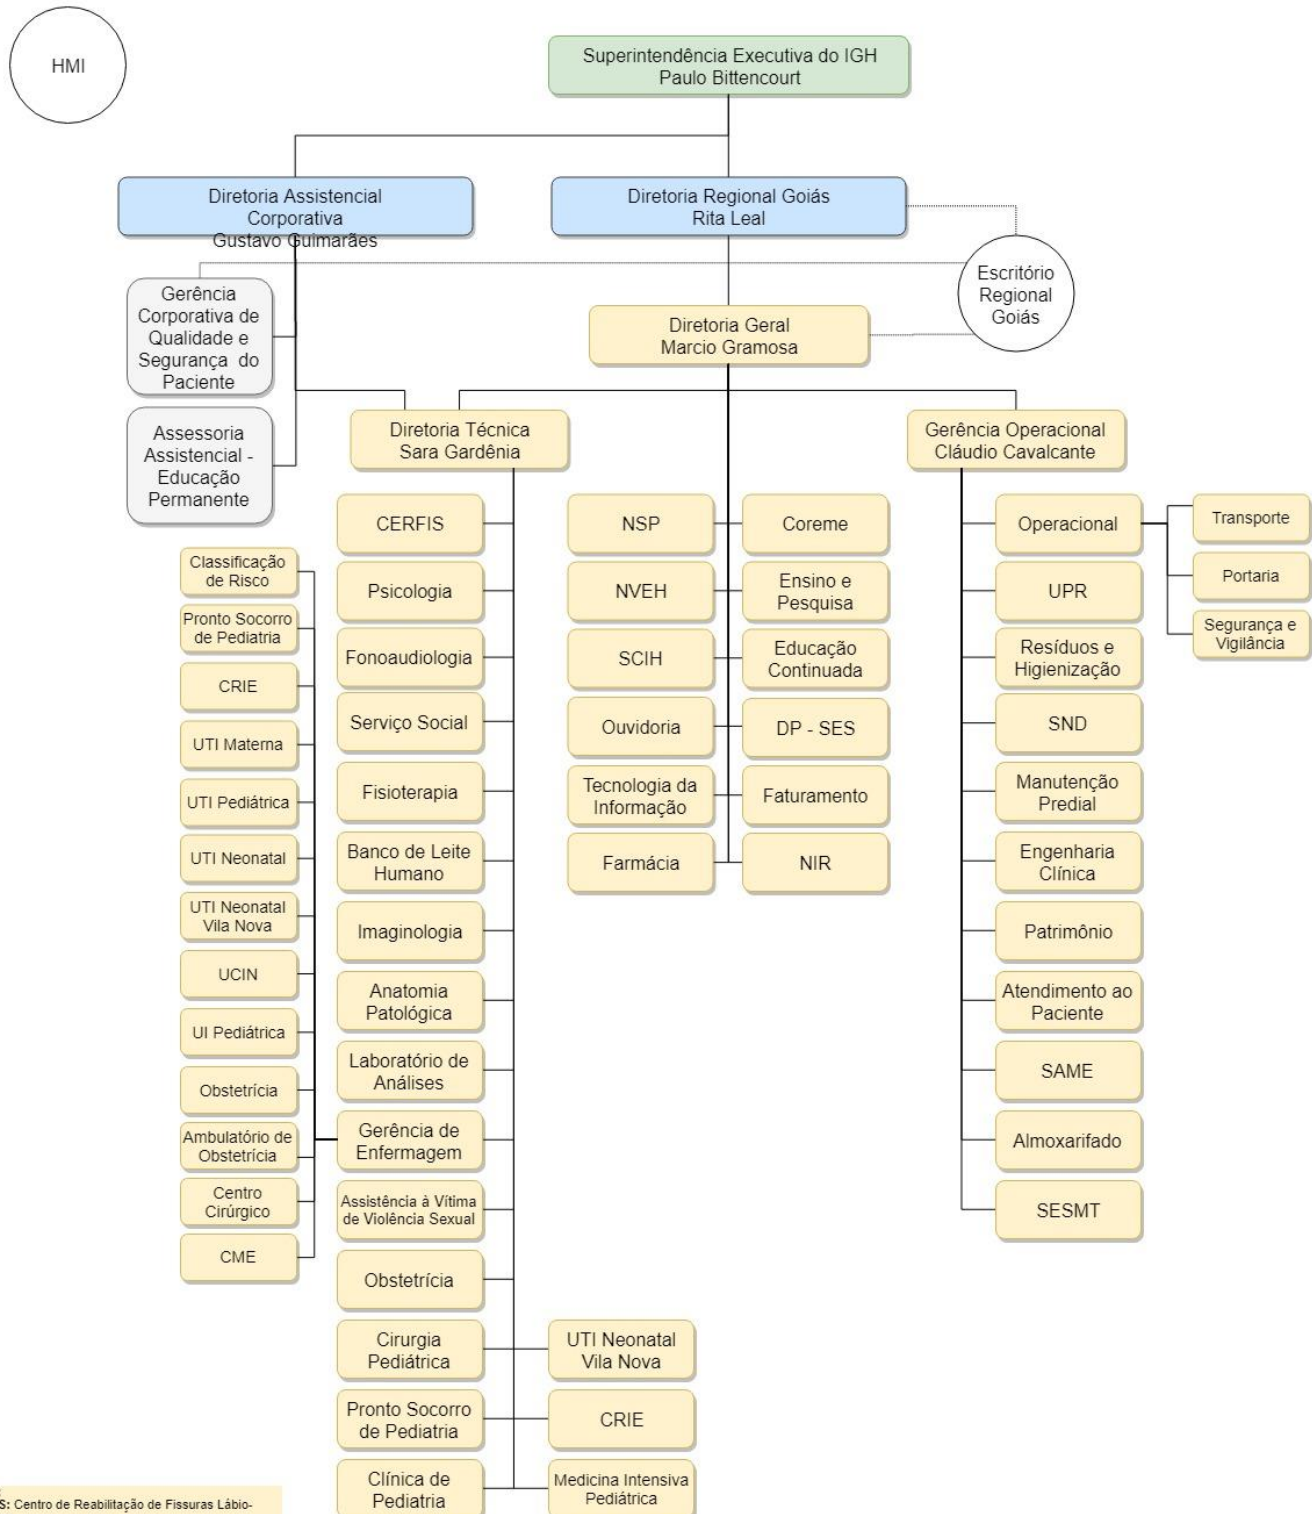 HMI
Superintendência Executiva do IGH
Paulo Bittencourt
Diretoria Assistencial
Corporativa
Gustavo Guimarães
Diretoria Regional Goiás
Rita Leal
Escritório
Regional
Goiás
Gerência
Corporativa de
Qualidade e
Segurança do
Paciente
Diretoria Geral
Marcio Gramosa
Assessoria
Assistencial -
Educação
Permanente
Diretoria Técnica
Sara Gardênia
Gerência Operacional
Cláudio Cavalcante
Classificação
de Risco
Pronto Socorro
de Pediatria
CRIE
UTI Materna
UTI Pediátrica
UTI Neonatal
UTI Neonatal
Vila Nova
UCIN
UI Pediátrica
Obstetrícia
Ambulatório de
Obstetrícia
Centro
Cirúrgico
CME
CERFIS
Psicologia
Fonoaudiologia
Serviço Social
Fisioterapia
Banco de Leite
Humano
Imaginologia
Anatomia
Patológica
Laboratório de
Análises
Gerência de
Enfermagem
Assistência à Vítima
de Violência Sexual
Obstetrícia
Cirurgia
Pediátrica
Pronto Socorro
de Pediatria
Clínica de
Pediatria
UTI Neonatal
Vila Nova
CRIE
Medicina Intensiva
Pediátrica
NSP
NVEH
SCIH
Ouvidoria
Tecnologia da
Informação
Farmácia
Coreme
Ensino e
Pesquisa
Educação
Continuada
DP - SES
Faturamento
NIR
Operacional
UPR
Resíduos e
Higienização
SND
Manutenção
Predial
Engenharia
Clínica
Patrimônio
Atendimento ao
Paciente
SAME
Almoxarifado
SESMT
Transporte
Portaria
Segurança e
Vigilância
S: Centro de Reabilitação de Fissuras Lábio-